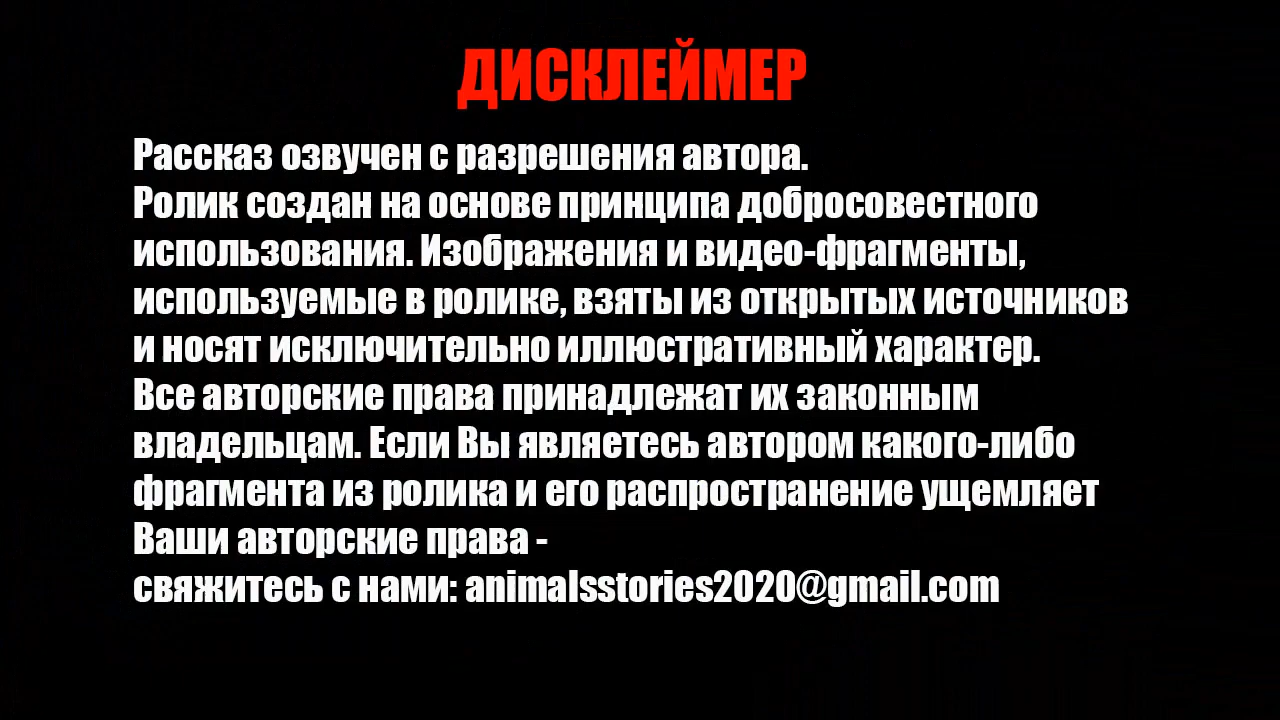 ДИСКЛЕЙМЕР
Рассказ озвучен с разрешения автора.
Ролик создан на основе принципа добросовестного
использования. Изображения и видео-фрагменты,
используемые в ролике, взяты из открытых источников
и носят исключительно иллюстративный характер.
Все авторские права принадлежат их законным
владельцам. Если Вы являетесь автором какого-либо
фрагмента из ролика и его распространение ущемляет
Ваши авторские права -
свяжитесь с нами: animalsstories2020@gmail.com